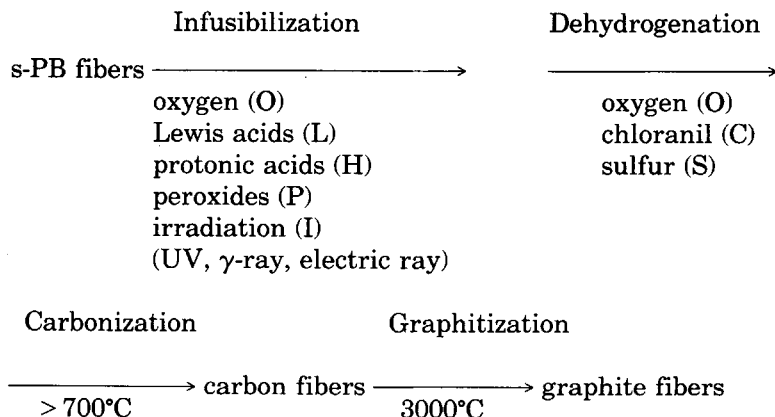 Infusibilization Dehydrogenation
s-PB fibers
oxygen (O) oxygen (O)
Lewis acids (L) chloranil (C)
protonic acids (H) sulfur (S)
peroxides (P)
irradiation (I)
(UV, γ-ray, electric ray)
Carbonization Graphitization
carbon fibers graphite fibers
>700°C 3000°C